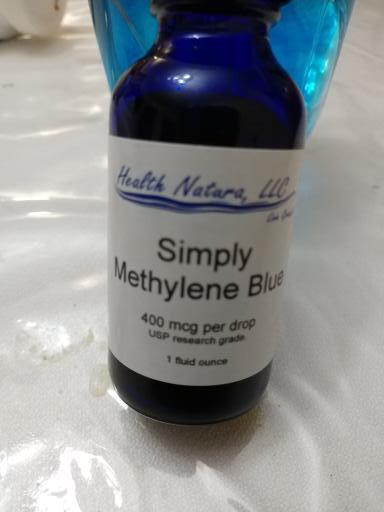 Health Natura, LLC
Simply
Methylene Blue
400 mcg per drop
USP research grade.
1 fluid ounce